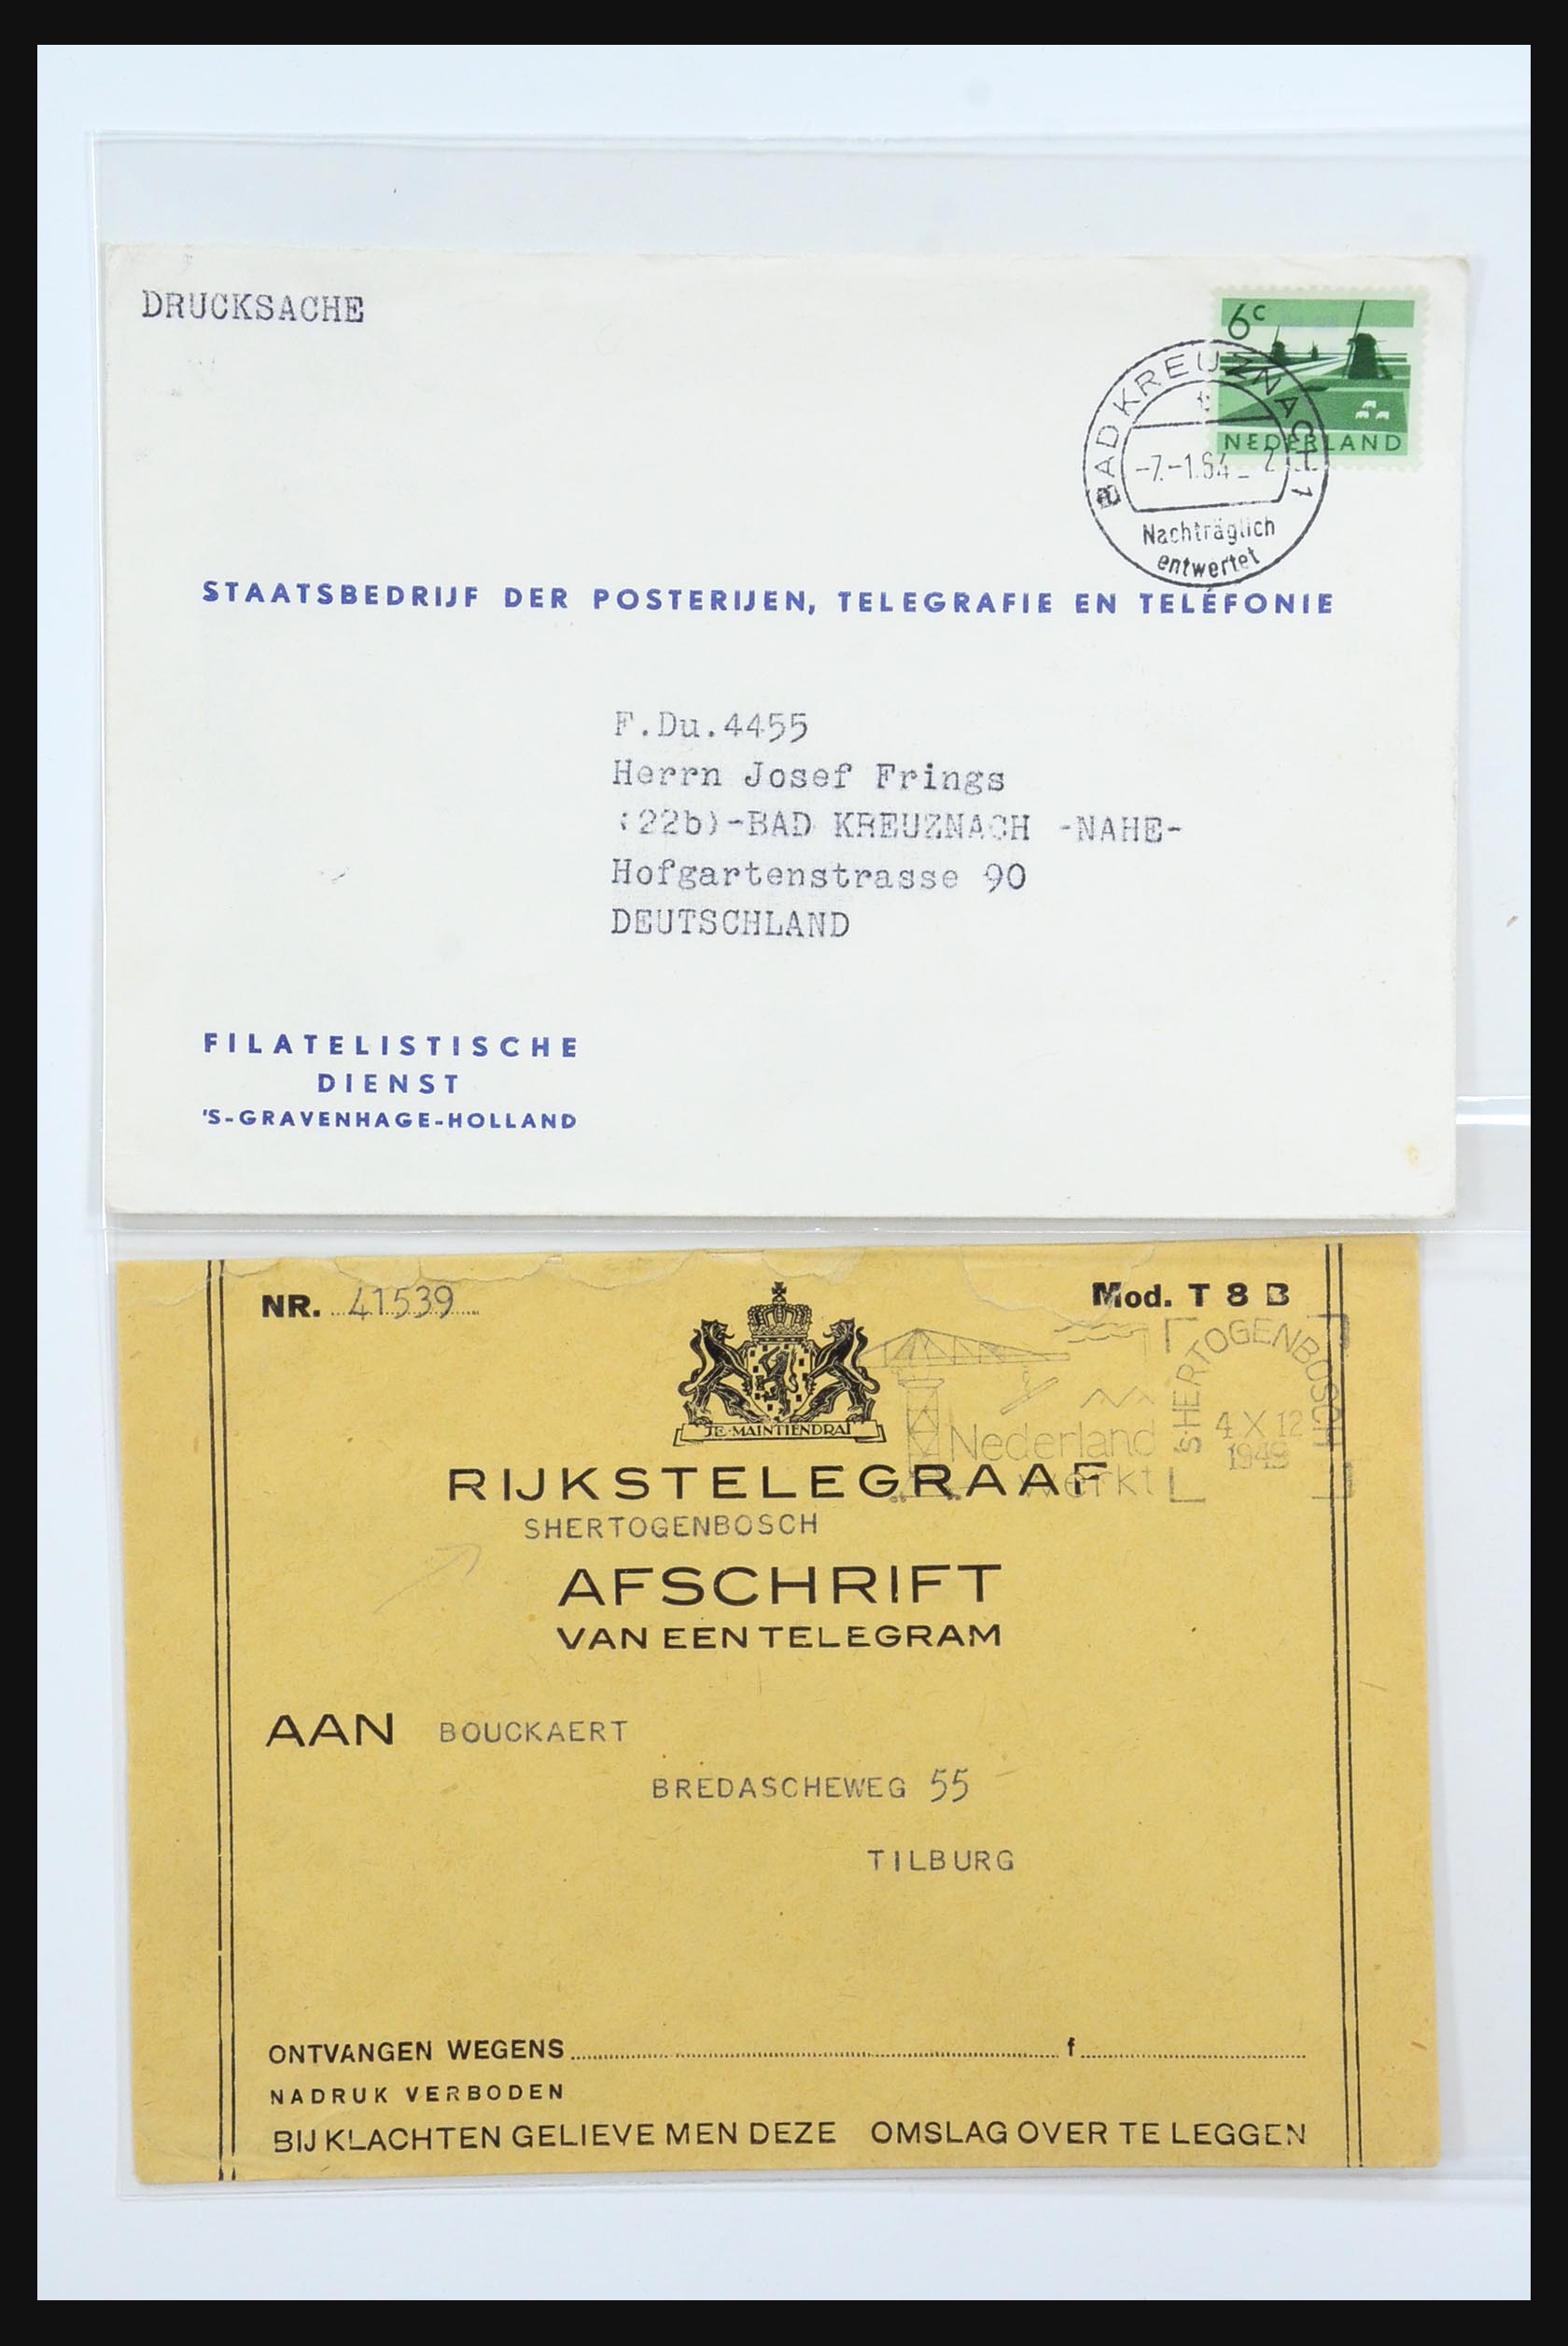 DRUCKSACHE
6c
NEDERLAND
BAD KREUZNACH 1
-7.-1.64
Nachträglich
entwertet
STAATSBEDRIJF DER POSTERIJEN, TELEGRAFIE EN TELEFONIE
F.Du.4455
Herrn Josef Frings
(22b)-BAD KREUZNACH -NAHE-
Hofgartenstrasse 90
DEUTSCHLAND
FILATELISTISCHE
DIENST
'S-GRAVENHAGE-HOLLAND
NR. 41539
Mod. T 8 B
JE·MAINTIENDRAI
Nederland
werkt
'S-HERTOGENBOSCH
4 X 12
1949
RIJKSTELEGRAAF
SHERTOGENBOSCH
AFSCHRIFT
VAN EEN TELEGRAM
AAN BOUCKAERT
BREDASCHEWEG 55
TILBURG
ONTVANGEN WEGENS f
NADRUK VERBODEN
BIJ KLACHTEN GELIEVE MEN DEZE OMSLAG OVER TE LEGGEN